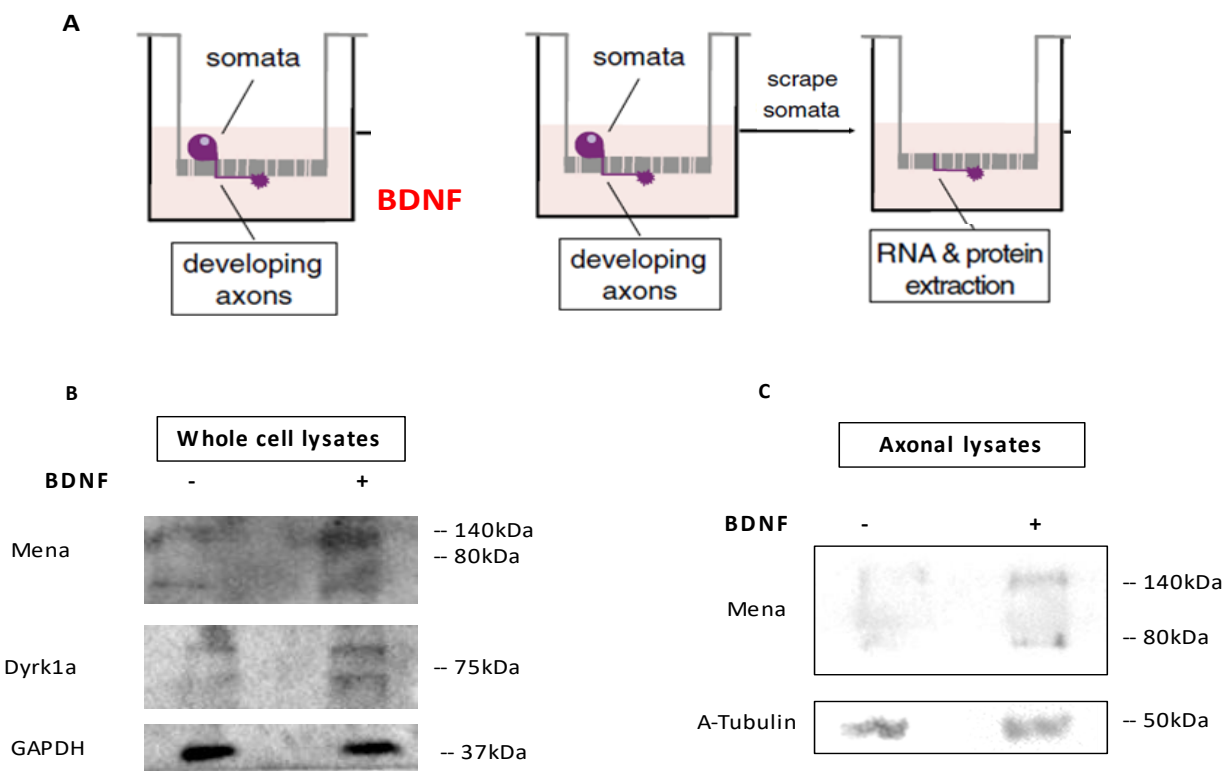 A
somata
developing
axons
BDNF
somata
developing
axons
scrape
somata
RNA & protein
extraction
B
Whole cell lysates
BDNF - +
Mena
-- 140kDa
-- 80kDa
Dyrk1a
-- 75kDa
GAPDH
-- 37kDa
C
Axonal lysates
BDNF - +
Mena
-- 140kDa
-- 80kDa
A-Tubulin
-- 50kDa